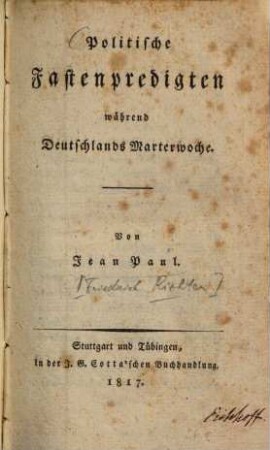 Politische
Fastenpredigten
während
Deutschlands Marterwoche.
Von
Jean Paul.
[Friedrich Richter]
Stuttgart und Tübingen,
in der J. G. Cotta'schen Buchhandlung.
1817.